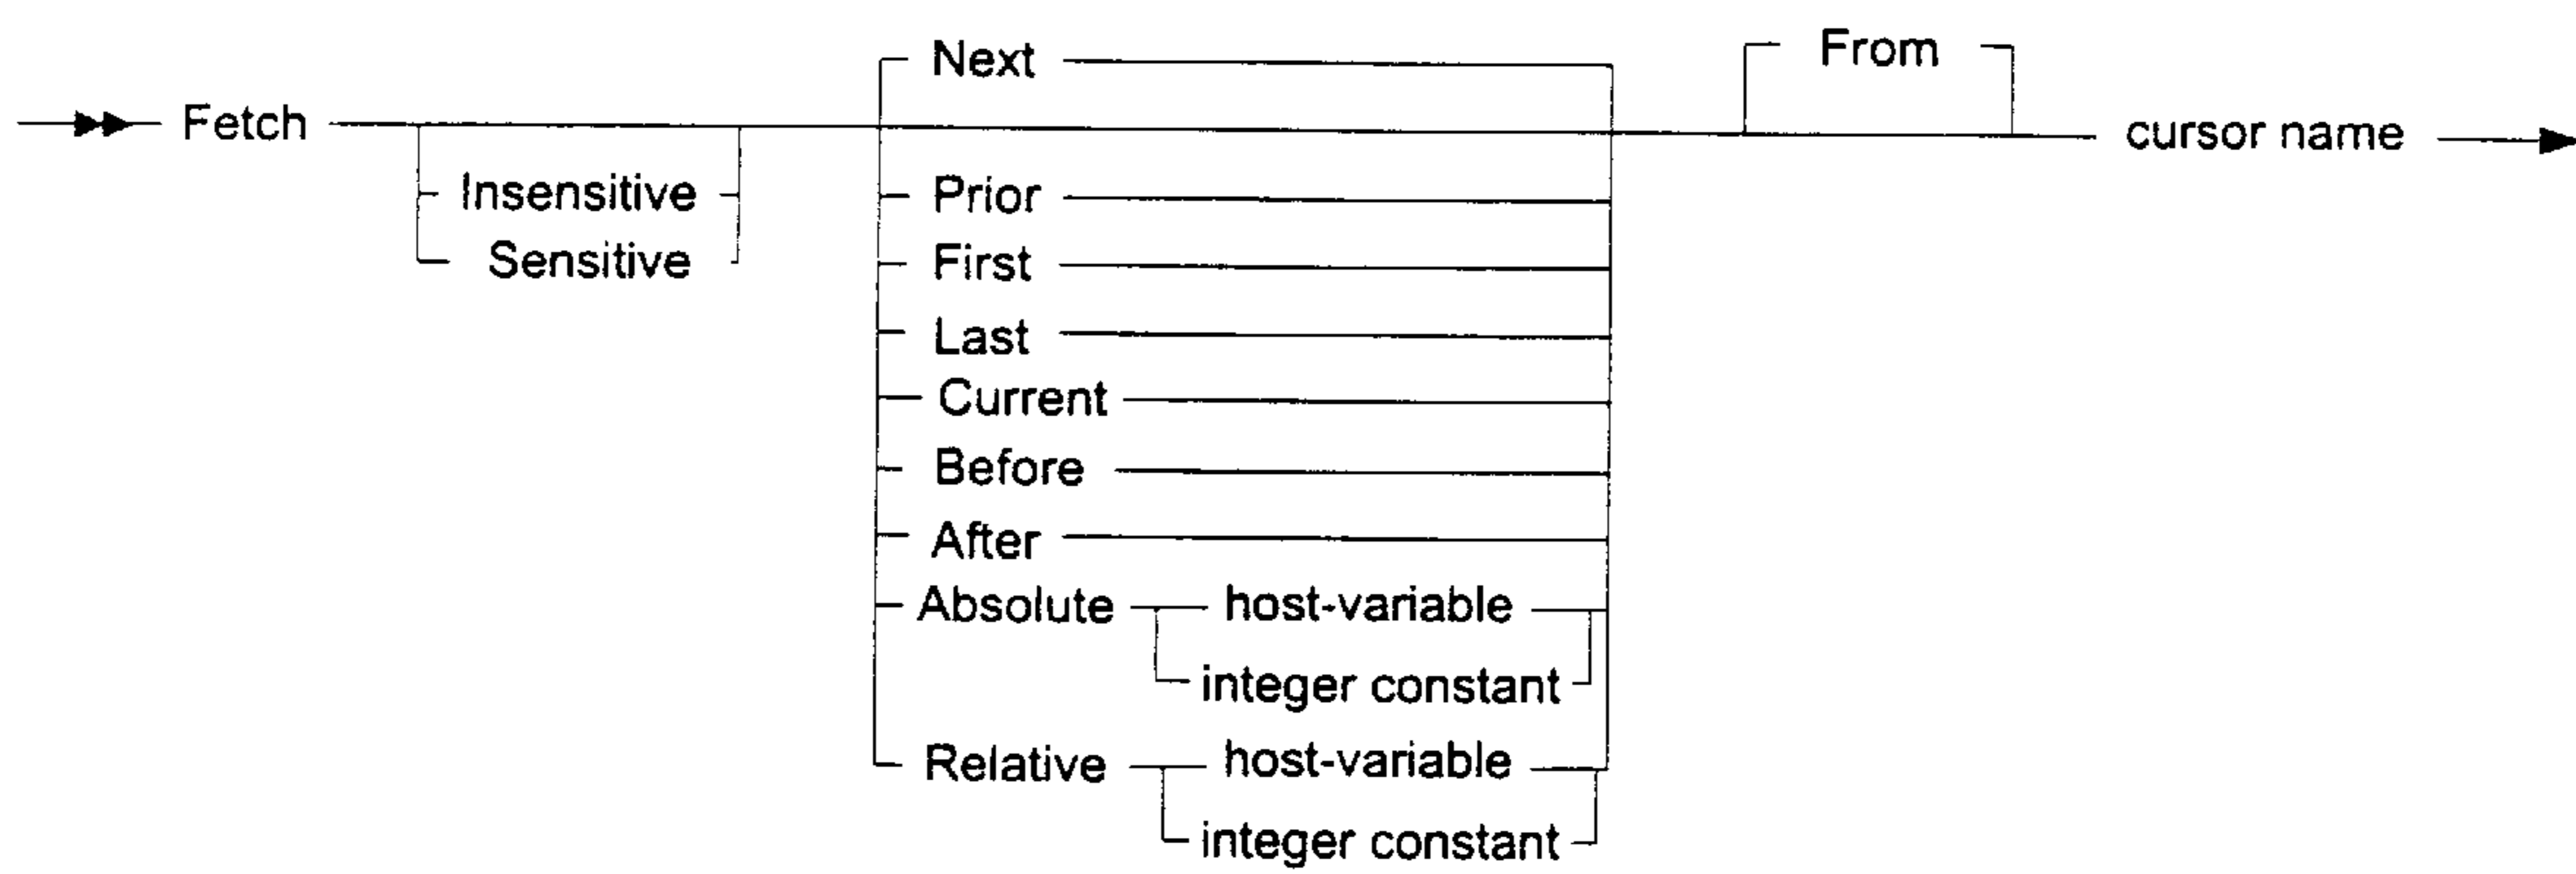 Next
From
Fetch
cursor name
Insensitive
Sensitive
Prior
First
Last
Current
Before
After
Absolute host-variable
integer constant
Relative host-variable
integer constant